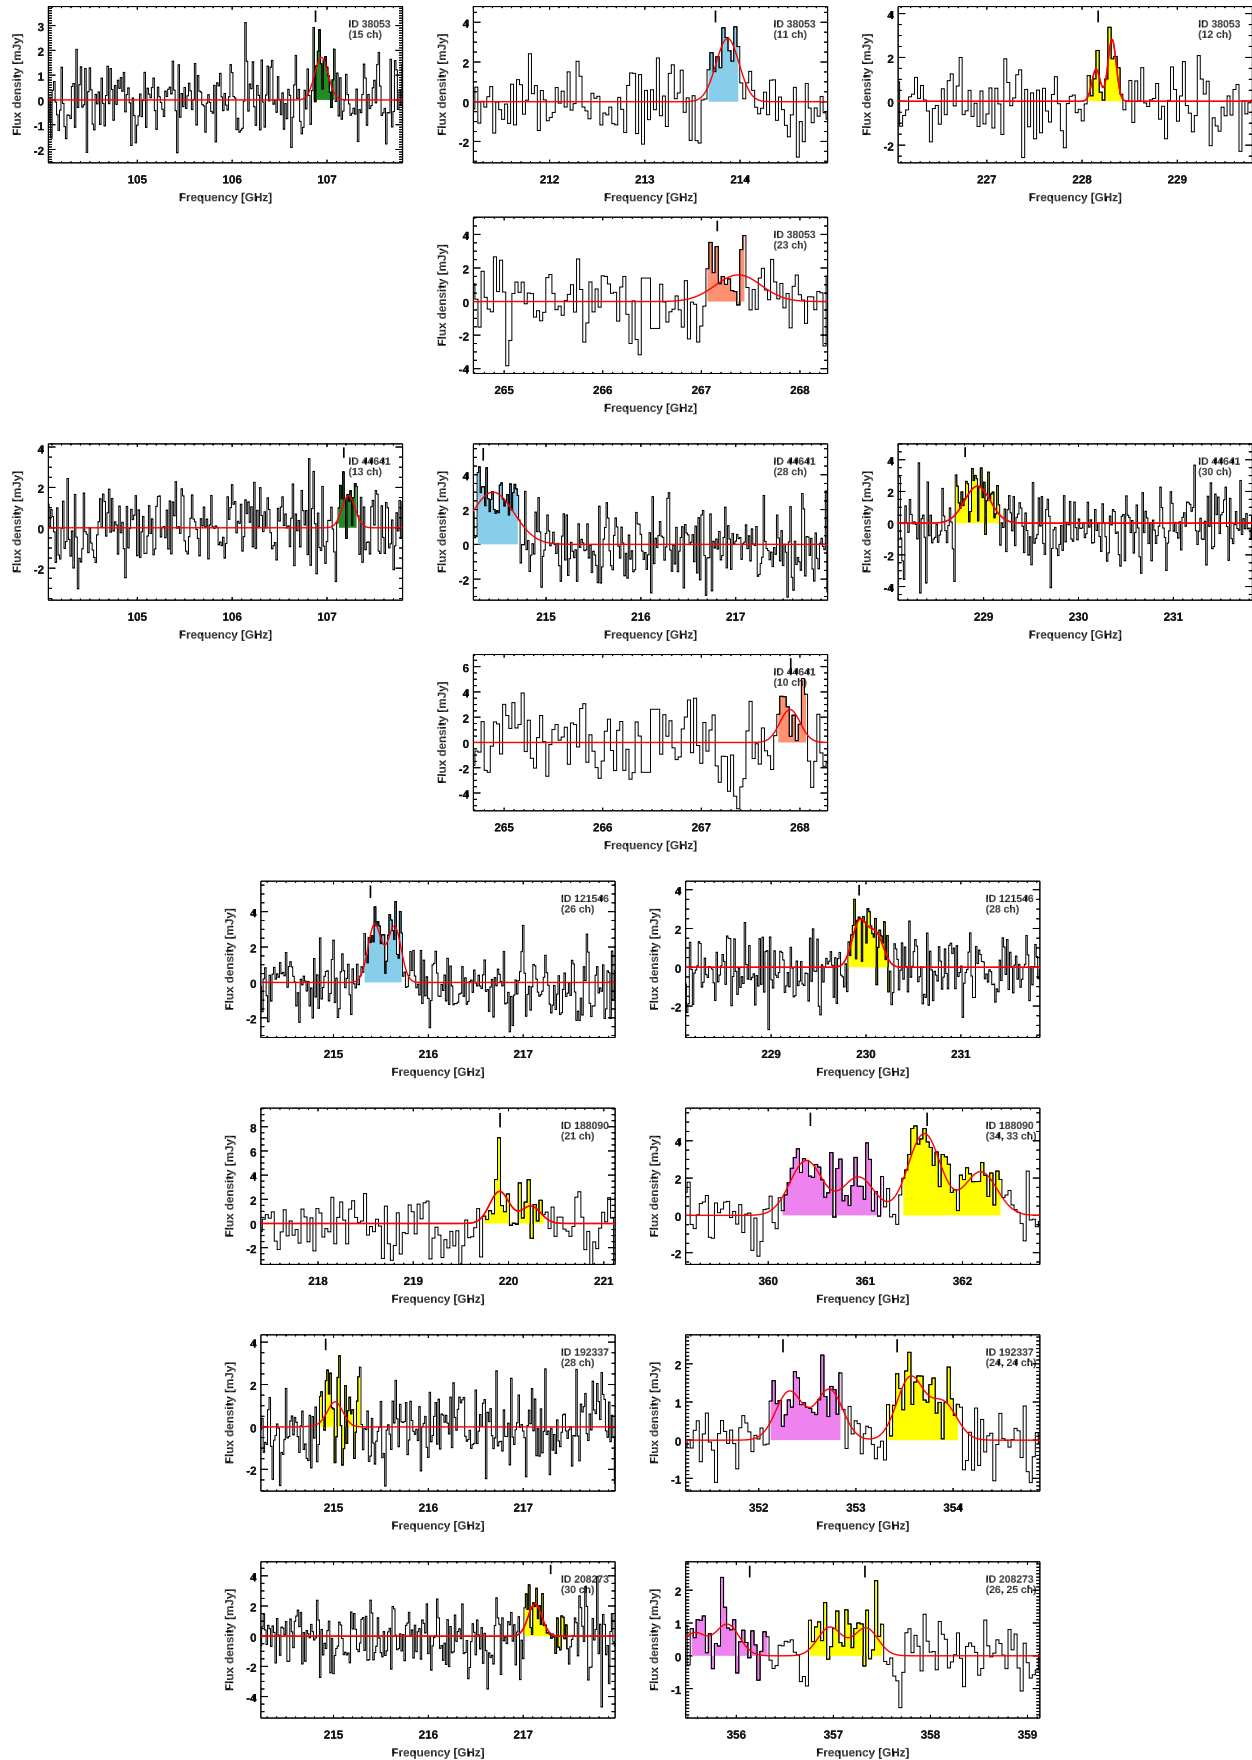 ID 38053
(15 ch)
3
2
1
0
-1
-2
Flux density [mJy]
105
106
107
Frequency [GHz]
ID 38053
(11 ch)
4
2
0
-2
Flux density [mJy]
212
213
214
Frequency [GHz]
ID 38053
(12 ch)
4
2
0
-2
Flux density [mJy]
227
228
229
Frequency [GHz]
ID 38053
(23 ch)
4
2
0
-2
-4
Flux density [mJy]
265
266
267
268
Frequency [GHz]
ID 44641
(13 ch)
4
2
0
-2
Flux density [mJy]
105
106
107
Frequency [GHz]
ID 44641
(28 ch)
4
2
0
-2
Flux density [mJy]
215
216
217
Frequency [GHz]
ID 44641
(30 ch)
4
2
0
-2
-4
Flux density [mJy]
229
230
231
Frequency [GHz]
ID 44641
(10 ch)
6
4
2
0
-2
-4
Flux density [mJy]
265
266
267
268
Frequency [GHz]
ID 121546
(26 ch)
4
2
0
-2
Flux density [mJy]
215
216
217
Frequency [GHz]
ID 121546
(28 ch)
4
2
0
-2
Flux density [mJy]
229
230
231
Frequency [GHz]
ID 188090
(21 ch)
8
6
4
2
0
-2
Flux density [mJy]
218
219
220
221
Frequency [GHz]
ID 188090
(34, 33 ch)
4
2
0
-2
Flux density [mJy]
360
361
362
Frequency [GHz]
ID 192337
(28 ch)
4
2
0
-2
Flux density [mJy]
215
216
217
Frequency [GHz]
ID 192337
(24, 24 ch)
2
1
0
-1
Flux density [mJy]
352
353
354
Frequency [GHz]
ID 208273
(30 ch)
4
2
0
-2
-4
Flux density [mJy]
215
216
217
Frequency [GHz]
ID 208273
(26, 25 ch)
2
1
0
-1
Flux density [mJy]
356
357
358
359
Frequency [GHz]